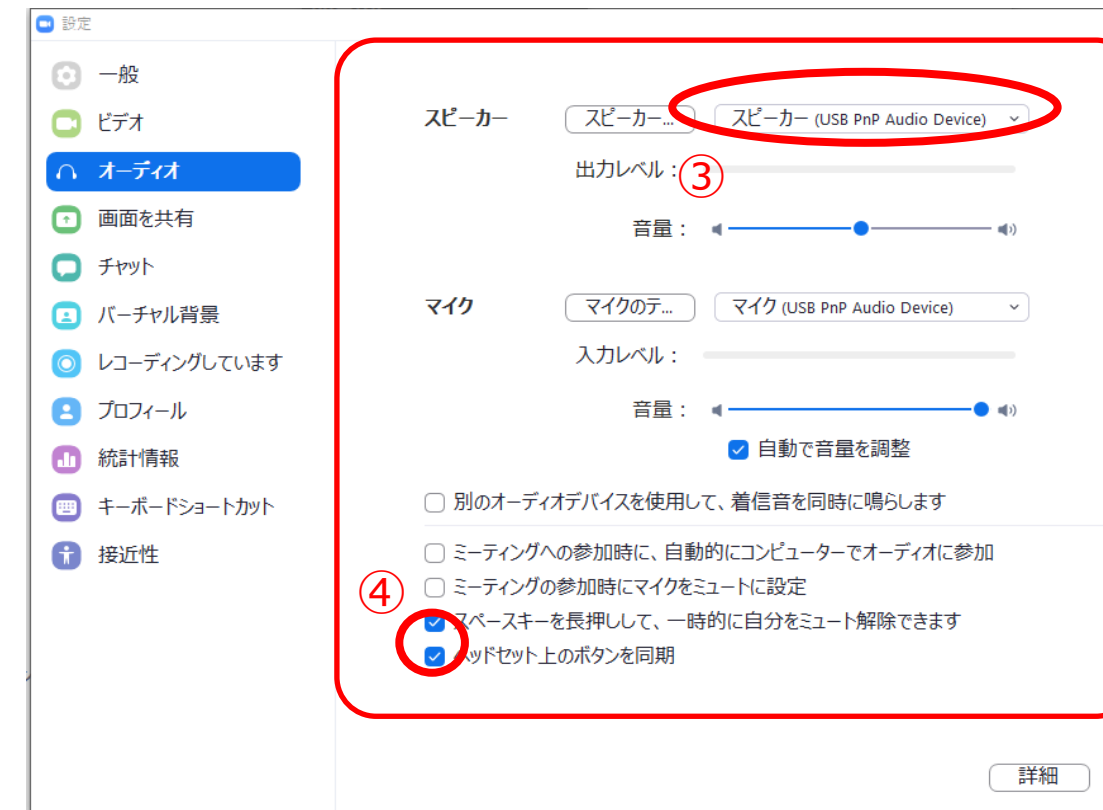 設定
一般
ビデオ
オーディオ
画面を共有
チャット
バーチャル背景
レコーディングしています
プロフィール
統計情報
キーボードショートカット
接近性
スピーカー スピーカー... スピーカー (USB PnP Audio Device)
出力レベル：
③
音量：
マイク マイクのテ... マイク (USB PnP Audio Device)
入力レベル：
音量：
自動で音量を調整
別のオーディオデバイスを使用して、着信音を同時に鳴らします
ミーティングへの参加時に、自動的にコンピューターでオーディオに参加
④
ミーティングの参加時にマイクをミュートに設定
スペースキーを長押しして、一時的に自分をミュート解除できます
ヘッドセット上のボタンを同期
詳細